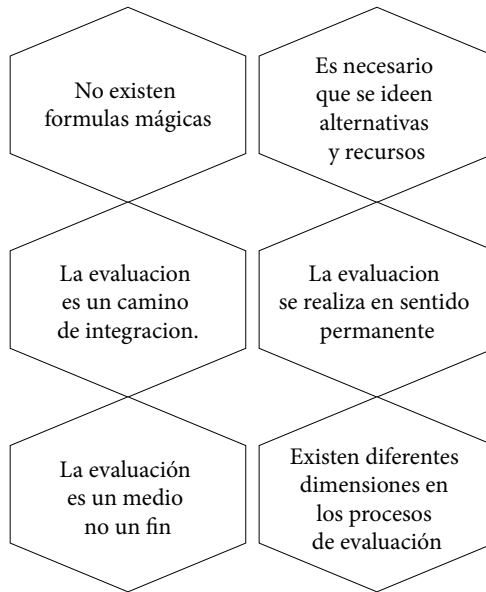 No existen
formulas mágicas
Es necesario
que se ideen
alternativas
y recursos
La evaluacion
es un camino
de integracion.
La evaluacion
se realiza en sentido
permanente
La evaluación
es un medio
no un fin
Existen diferentes
dimensiones en
los procesos
de evaluación